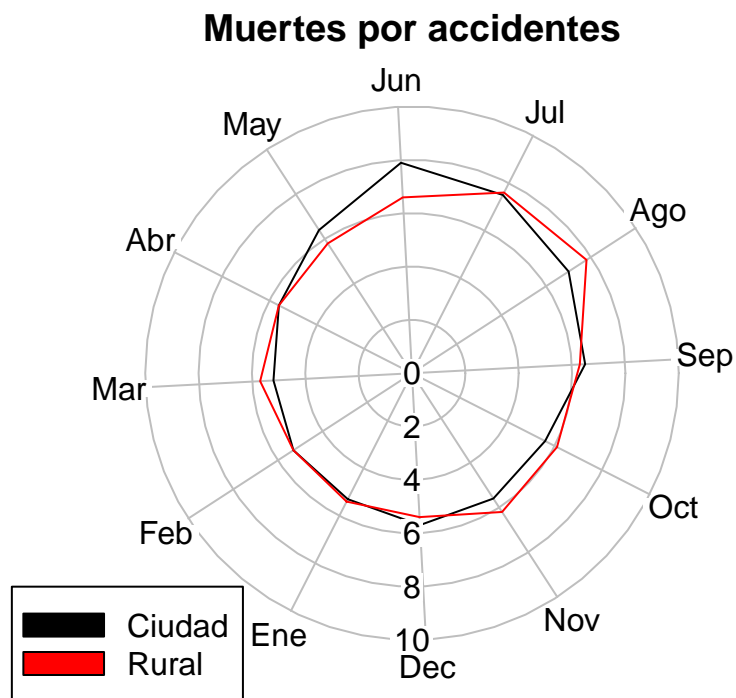 Muertes por accidentes
Jun
Jul
May
Ago
Abr
Sep
Mar
0
2
4
Oct
Feb
6
8
Nov
Ene
10
Dec
Ciudad
Rural